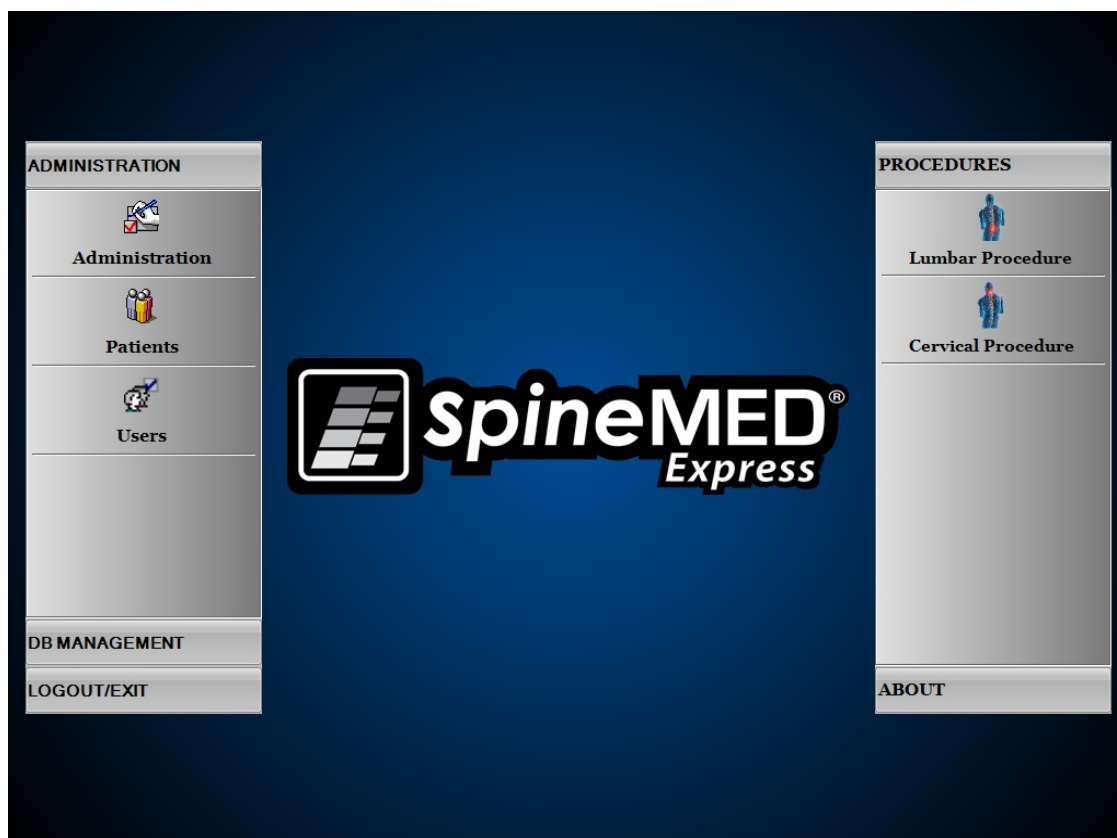 ADMINISTRATION
Administration
Patients
Users
DB MANAGEMENT
LOGOUT/EXIT
SpineMED®
Express
PROCEDURES
Lumbar Procedure
Cervical Procedure
ABOUT